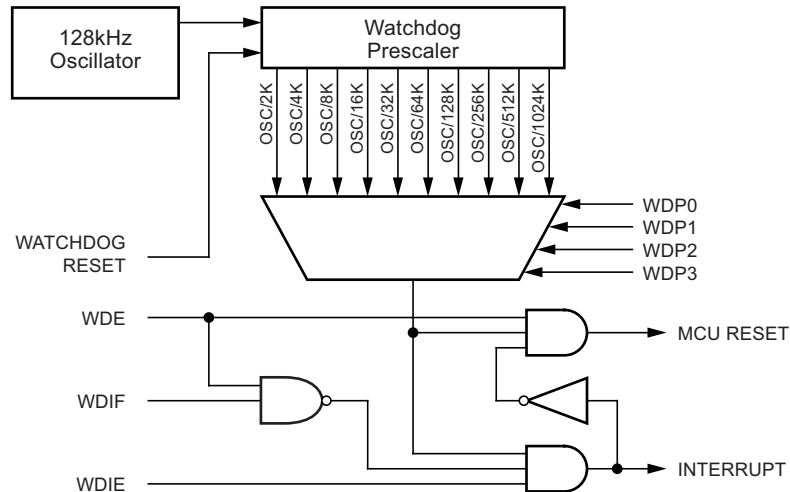 128kHz
Oscillator
Watchdog
Prescaler
OSC/2K
OSC/4K
OSC/8K
OSC/16K
OSC/32K
OSC/64K
OSC/128K
OSC/256K
OSC/512K
OSC/1024K
WATCHDOG
RESET
WDP0
WDP1
WDP2
WDP3
WDE
MCU RESET
WDIF
INTERRUPT
WDIE